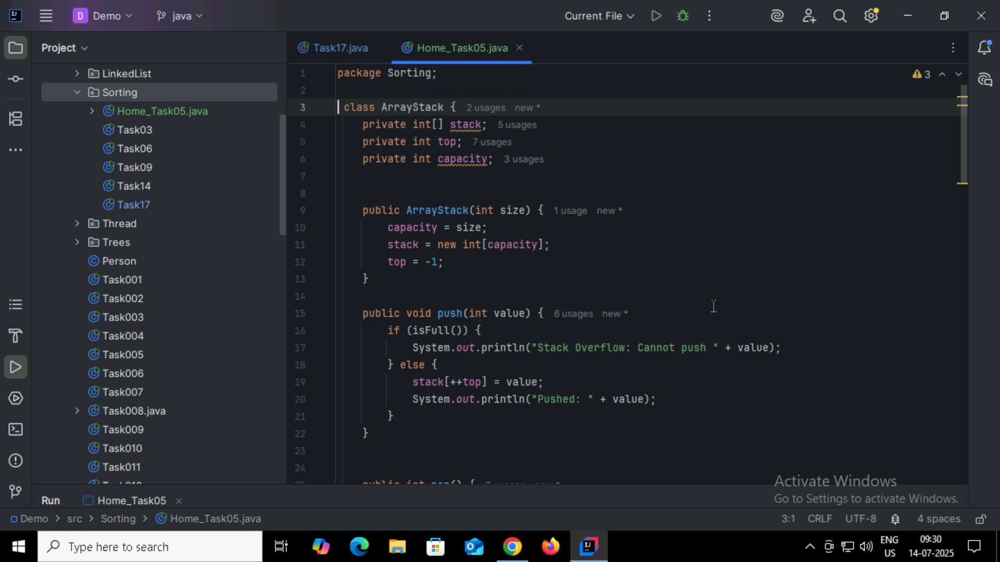 Demo
java
Current File
Project
LinkedList
Sorting
Home_Task05.java
Task03
Task06
Task09
Task14
Task17
Thread
Trees
Person
Task001
Task002
Task003
Task004
Task005
Task006
Task007
Task008.java
Task009
Task010
Task011
Task17.java
Home_Task05.java
3
1 package Sorting;
2
3 class ArrayStack { 2 usages new *
4 private int[] stack; 5 usages
5 private int top; 7 usages
6 private int capacity; 3 usages
7
8
9 public ArrayStack(int size) { 1 usage new *
10 capacity = size;
11 stack = new int[capacity];
12 top = -1;
13 }
14
15 public void push(int value) { 6 usages new *
16 if (isFull()) {
17 System.out.println("Stack Overflow: Cannot push " + value);
18 } else {
19 stack[++top] = value;
20 System.out.println("Pushed: " + value);
21 }
22 }
23
24
public int pop() {
Activate Windows
Go to Settings to activate Windows.
Run Home_Task05
Demo > src > Sorting > Home_Task05.java
3:1 CRLF UTF-8 4 spaces
Type here to search
ENG
US
09:30
14-07-2025